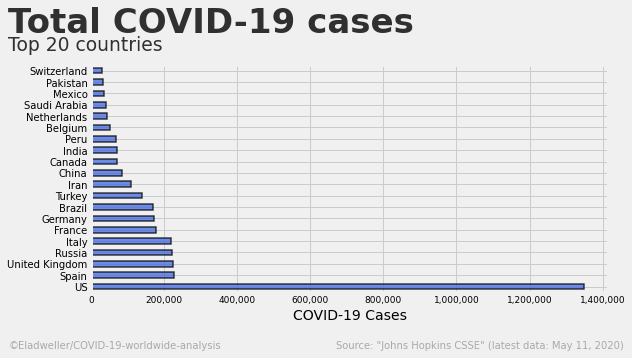 Total COVID-19 cases
Top 20 countries
Switzerland
Pakistan
Mexico
Saudi Arabia
Netherlands
Belgium
Peru
India
Canada
China
Iran
Turkey
Brazil
Germany
France
Italy
Russia
United Kingdom
Spain
US
0 200,000 400,000 600,000 800,000 1,000,000 1,200,000 1,400,000
COVID-19 Cases
©Eladweller/COVID-19-worldwide-analysis Source: "Johns Hopkins CSSE" (latest data: May 11, 2020)